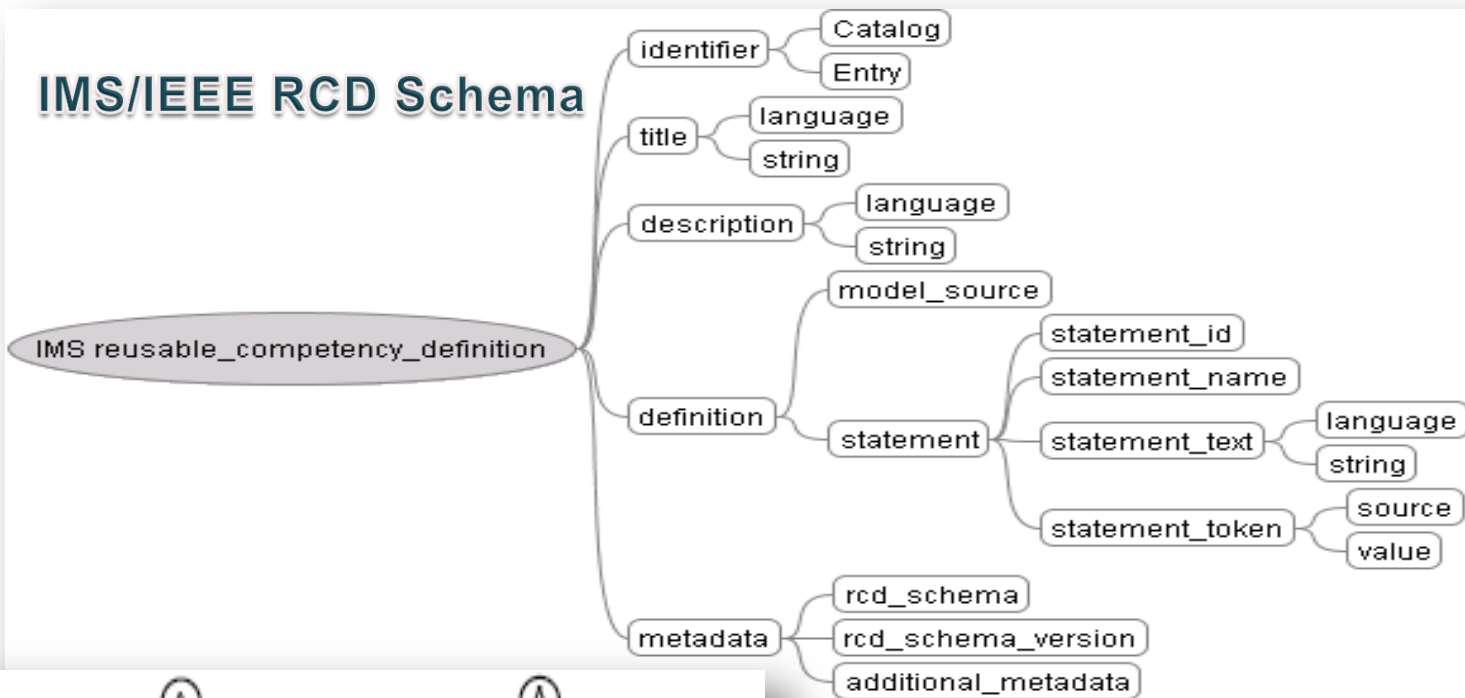 IMS/IEEE RCD Schema
IMS reusable_competency_definition
identifier
Catalog
Entry
title
language
string
description
language
string
definition
model_source
statement
statement_id
statement_name
statement_text
language
string
statement_token
source
value
metadata
rcd_schema
rcd_schema_version
additional_metadata